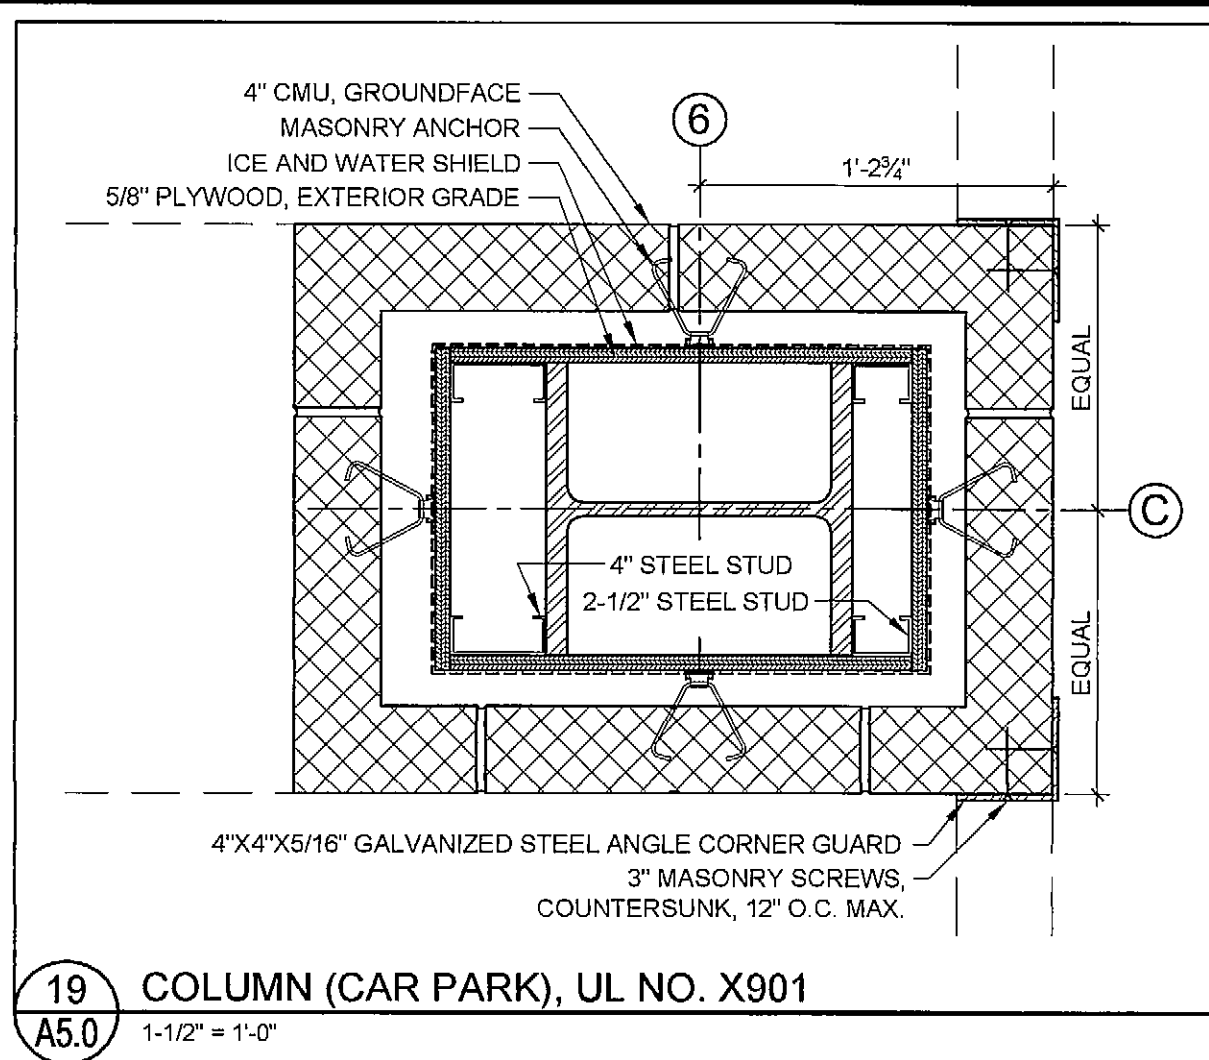 4" CMU, GROUNDFACE
MASONRY ANCHOR
ICE AND WATER SHIELD
5/8" PLYWOOD, EXTERIOR GRADE
6
1'-2¾"
EQUAL
C
4" STEEL STUD
2-1/2" STEEL STUD
EQUAL
4"X4"X5/16" GALVANIZED STEEL ANGLE CORNER GUARD
3" MASONRY SCREWS,
COUNTERSUNK, 12" O.C. MAX.
19
A5.0
COLUMN (CAR PARK), UL NO. X901
1-1/2" = 1'-0"